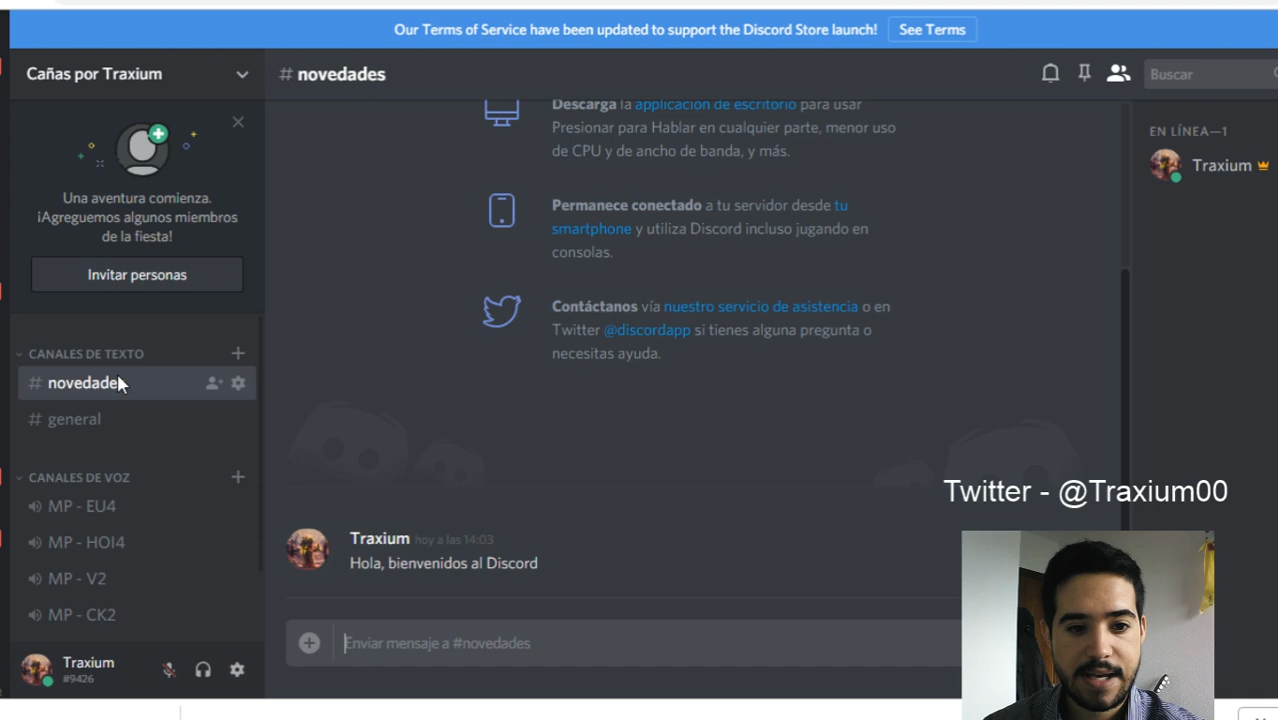 Our Terms of Service have been updated to support the Discord Store launch!
See Terms
Cañas por Traxium
# novedades
Buscar
Una aventura comienza.
¡Agreguemos algunos miembros
de la fiesta!
Invitar personas
CANALES DE TEXTO
# novedades
# general
CANALES DE VOZ
MP - EU4
MP - HOI4
MP - V2
MP - CK2
Traxium
#9426
Descarga la aplicación de escritorio para usar
Presionar para Hablar en cualquier parte, menor uso
de CPU y de ancho de banda, y más.
Permanece conectado a tu servidor desde tu
smartphone y utiliza Discord incluso jugando en
consolas.
Contáctanos vía nuestro servicio de asistencia o en
Twitter @discordapp si tienes alguna pregunta o
necesitas ayuda.
Traxium hoy a las 14:03
Hola, bienvenidos al Discord
Enviar mensaje a #novedades
EN LÍNEA—1
Traxium
Twitter - @Traxium00